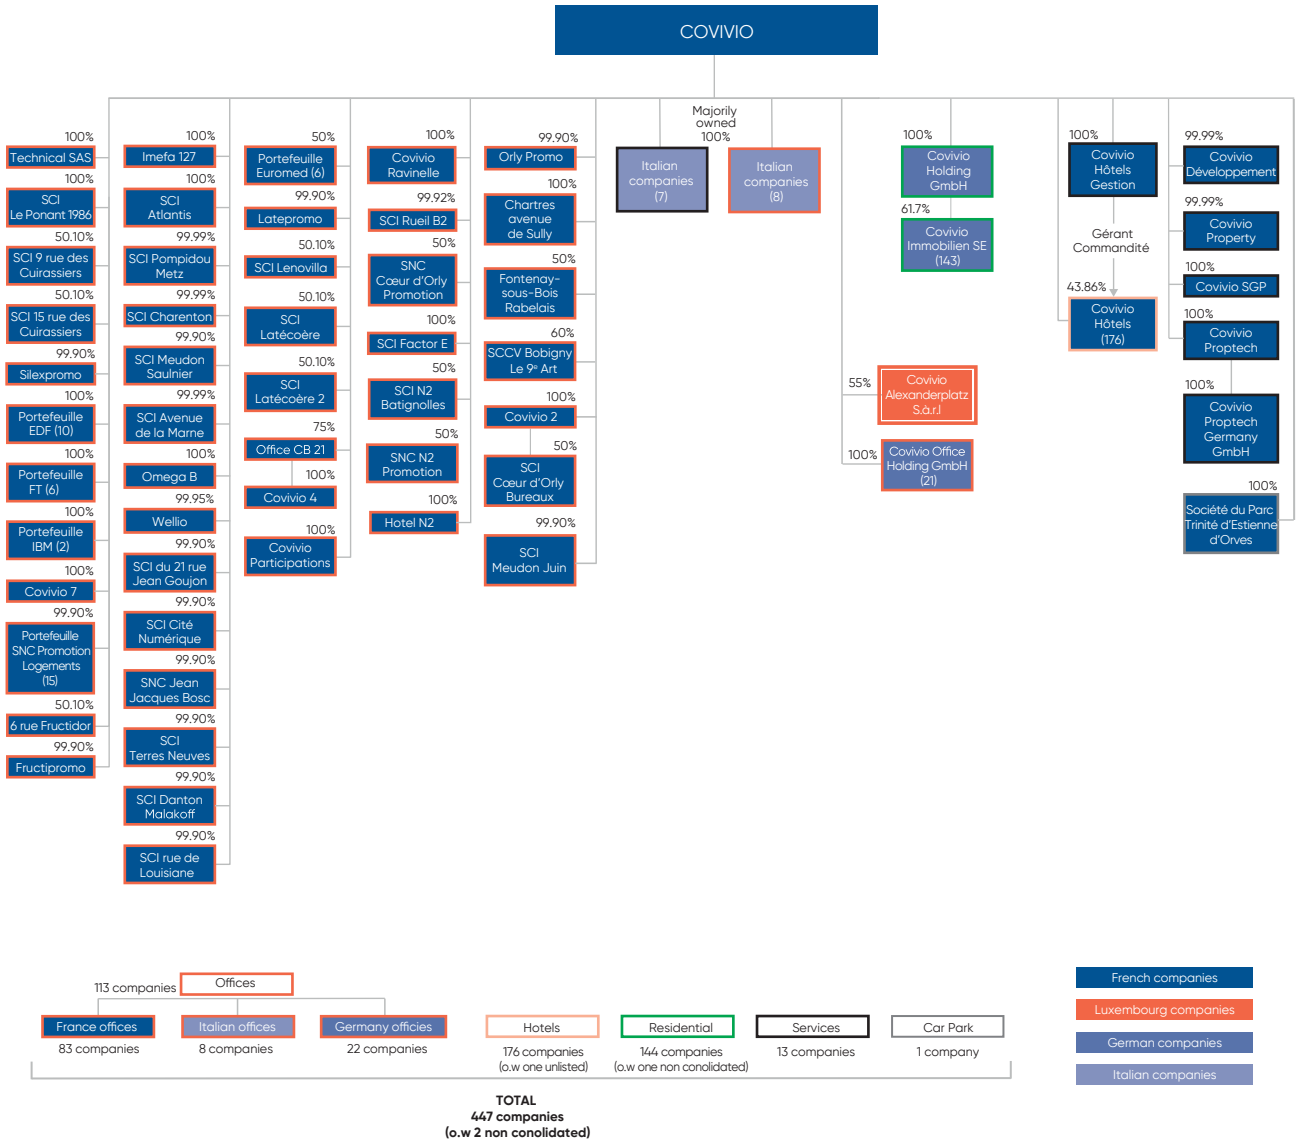 COVIVIO
100%
Technical SAS
100%
SCI
Le Ponant 1986
50.10%
SCI 9 rue des
Cuirassiers
50.10%
SCI 15 rue des
Cuirassiers
99.90%
Silexpromo
100%
Portefeuille
EDF (10)
100%
Portefeuille
FT (6)
100%
Portefeuille
IBM (2)
100%
Covivio 7
99.90%
Portefeuille
SNC Promotion
Logements
(15)
50.10%
6 rue Fructidor
99.90%
Fructipromo
100%
Imefa 127
100%
SCI
Atlantis
99.99%
SCI Pompidou
Metz
99.99%
SCI Charenton
99.90%
SCI Meudon
Saulnier
99.99%
SCI Avenue
de la Marne
100%
Omega B
99.95%
Wellio
99.90%
SCI du 21 rue
Jean Goujon
99.90%
SCI Cité
Numérique
99.90%
SNC Jean
Jacques Bosc
99.90%
SCI
Terres Neuves
99.90%
SCI Danton
Malakoff
99.90%
SCI rue de
Louisiane
50%
Portefeuille
Euromed (6)
99.90%
Latepromo
50.10%
SCI Lenovilla
50.10%
SCI
Latécoère
50.10%
SCI
Latécoère 2
75%
Office CB 21
100%
Covivio 4
100%
Covivio
Participations
100%
Covivio
Ravinelle
99.92%
SCI Rueil B2
50%
SNC
Cœur d'Orly
Promotion
100%
SCI Factor E
50%
SCI N2
Batignolles
50%
SNC N2
Promotion
100%
Hotel N2
99.90%
Orly Promo
100%
Chartres
avenue
de Sully
50%
Fontenay-
sous-Bois
Rabelais
60%
SCCV Bobigny
Le 9e Art
100%
Covivio 2
50%
SCI
Cœur d'Orly
Bureaux
99.90%
SCI
Meudon Juin
Majorily
owned
100%
Italian
companies
(7)
Italian
companies
(8)
100%
Covivio
Holding
GmbH
61.7%
Covivio
Immobilien SE
(143)
55%
Covivio
Alexanderplatz
S.à.r.l
100%
Covivio Office
Holding GmbH
(21)
100%
Covivio
Hôtels
Gestion
Gérant
Commandité
43.86%
Covivio
Hôtels
(176)
99.99%
Covivio
Développement
99.99%
Covivio
Property
100%
Covivio SGP
100%
Covivio
Proptech
100%
Covivio
Proptech
Germany
GmbH
100%
Société du Parc
Trinité d'Estienne
d'Orves
113 companies
Offices
France offices
83 companies
Italian offices
8 companies
Germany officies
22 companies
Hotels
176 companies
(o.w one unlisted)
Residential
144 companies
(o.w one non conolidated)
Services
13 companies
Car Park
1 company
TOTAL
447 companies
(o.w 2 non conolidated)
French companies
Luxembourg companies
German companies
Italian companies